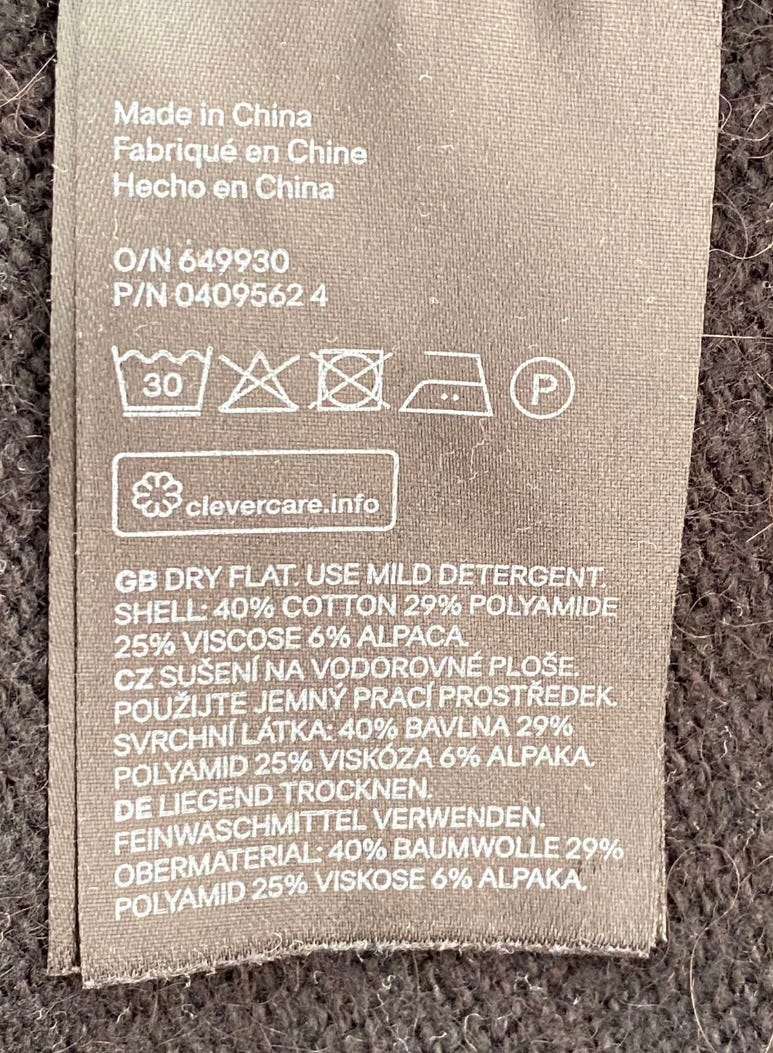 Made in China
Fabriqué en Chine
Hecho en China
O/N 649930
P/N 0409562 4
30 P
clevercare.info
GB DRY FLAT. USE MILD DETERGENT.
SHELL: 40% COTTON 29% POLYAMIDE
25% VISCOSE 6% ALPACA.
CZ SUŠENÍ NA VODOROVNÉ PLOŠE.
POUŽIJTE JEMNÝ PRACÍ PROSTŘEDEK.
SVRCHNÍ LÁTKA: 40% BAVLNA 29%
POLYAMID 25% VISKÓZA 6% ALPAKA.
DE LIEGEND TROCKNEN.
FEINWASCHMITTEL VERWENDEN.
OBERMATERIAL: 40% BAUMWOLLE 29%
POLYAMID 25% VISKOSE 6% ALPAKA.